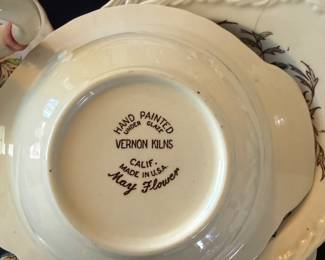 HAND PAINTED
UNDER GLAZE
VERNON KILNS
CALIF.
MADE IN U.S.A.
May Flower